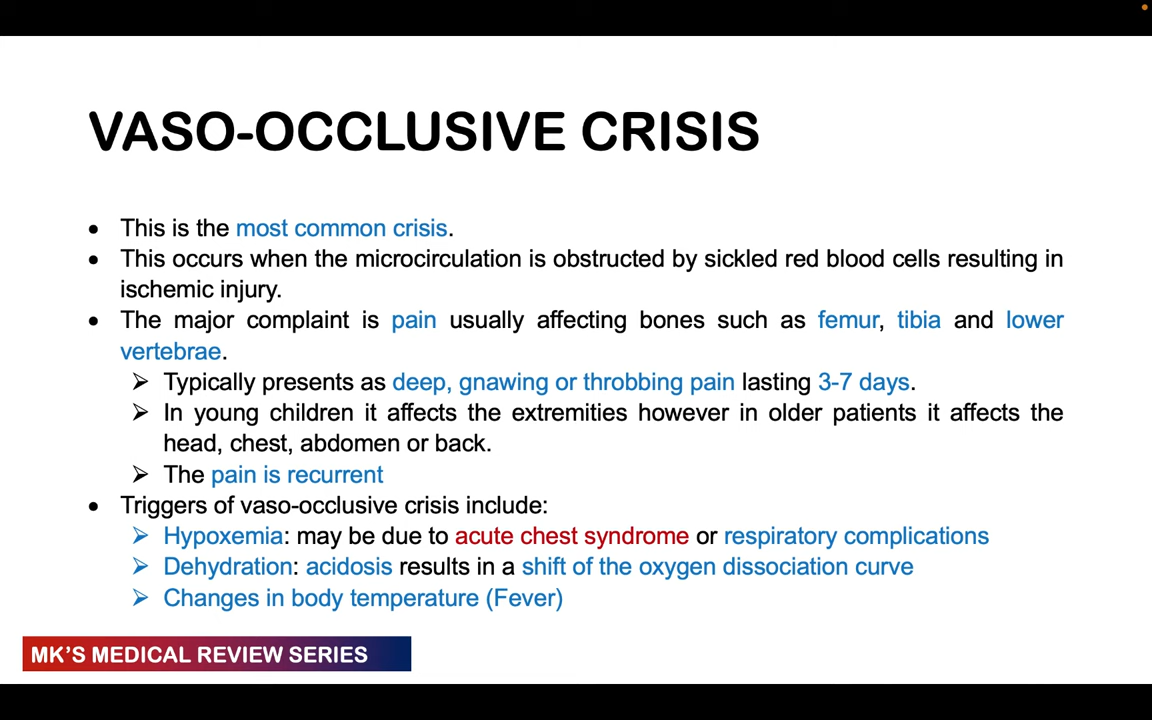 VASO-OCCLUSIVE CRISIS
• This is the most common crisis.
• This occurs when the microcirculation is obstructed by sickled red blood cells resulting in
ischemic injury.
• The major complaint is pain usually affecting bones such as femur, tibia and lower
vertebrae.
➢ Typically presents as deep, gnawing or throbbing pain lasting 3-7 days.
➢ In young children it affects the extremities however in older patients it affects the
head, chest, abdomen or back.
➢ The pain is recurrent
• Triggers of vaso-occlusive crisis include:
➢ Hypoxemia: may be due to acute chest syndrome or respiratory complications
➢ Dehydration: acidosis results in a shift of the oxygen dissociation curve
➢ Changes in body temperature (Fever)
MK'S MEDICAL REVIEW SERIES